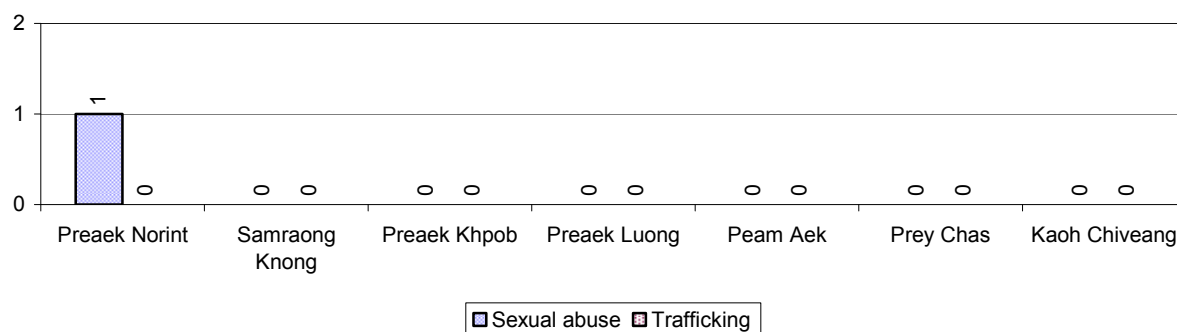 2
1
0
1
0
0
0
0
0
0
0
0
0
0
0
0
0
Preaek Norint
Samraong
Knong
Preaek Khpob
Preaek Luong
Peam Aek
Prey Chas
Kaoh Chiveang
Sexual abuse
Trafficking